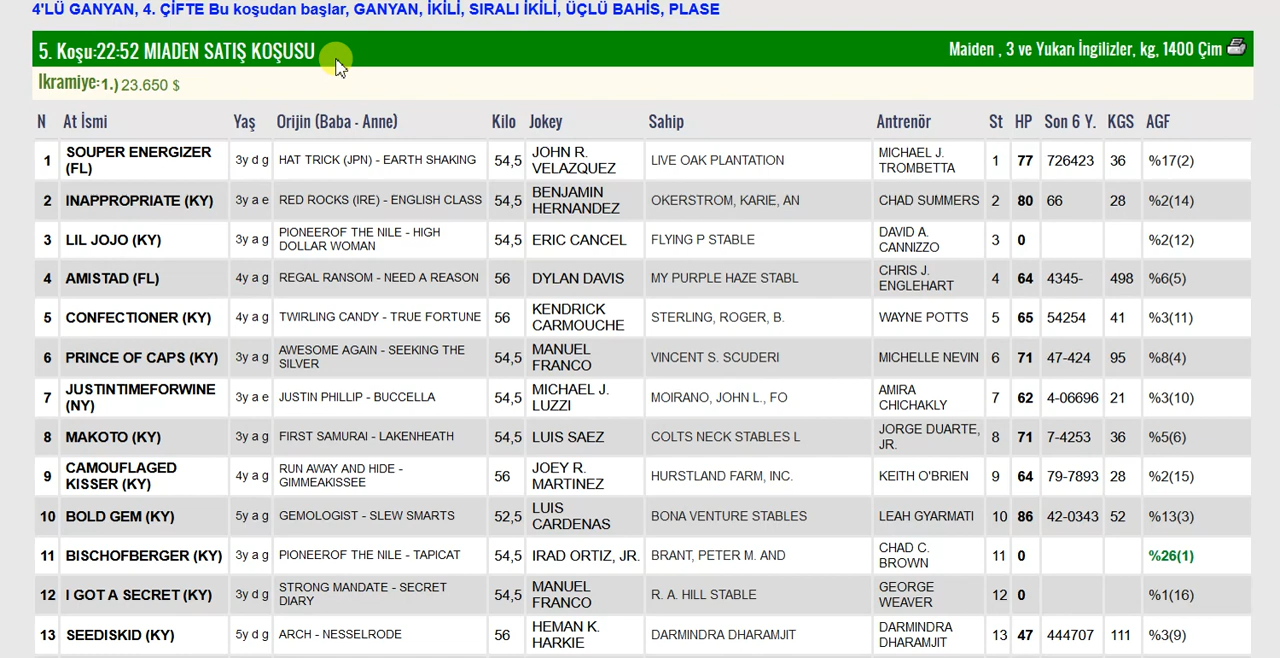 4'LÜ GANYAN, 4. ÇİFTE Bu koşudan başlar, GANYAN, İKİLİ, SIRALI İKİLİ, ÜÇLÜ BAHİS, PLASE
5. Koşu:22:52 MIADEN SATIŞ KOŞUSU Maiden , 3 ve Yukarı İngilizler, kg, 1400 Çim
Ikramiye:1.) 23.650 $
N At İsmi Yaş Orijin (Baba - Anne) Kilo Jokey Sahip Antrenör St HP Son 6 Y. KGS AGF
1 SOUPER ENERGIZER (FL) 3y d g HAT TRICK (JPN) - EARTH SHAKING 54,5 JOHN R. VELAZQUEZ LIVE OAK PLANTATION MICHAEL J. TROMBETTA 1 77 726423 36 %17(2)
2 INAPPROPRIATE (KY) 3y a e RED ROCKS (IRE) - ENGLISH CLASS 54,5 BENJAMIN HERNANDEZ OKERSTROM, KARIE, AN CHAD SUMMERS 2 80 66 28 %2(14)
3 LIL JOJO (KY) 3y a g PIONEEROF THE NILE - HIGH DOLLAR WOMAN 54,5 ERIC CANCEL FLYING P STABLE DAVID A. CANNIZZO 3 0 %2(12)
4 AMISTAD (FL) 4y a g REGAL RANSOM - NEED A REASON 56 DYLAN DAVIS MY PURPLE HAZE STABL CHRIS J. ENGLEHART 4 64 4345- 498 %6(5)
5 CONFECTIONER (KY) 4y a g TWIRLING CANDY - TRUE FORTUNE 56 KENDRICK CARMOUCHE STERLING, ROGER, B. WAYNE POTTS 5 65 54254 41 %3(11)
6 PRINCE OF CAPS (KY) 3y a g AWESOME AGAIN - SEEKING THE SILVER 54,5 MANUEL FRANCO VINCENT S. SCUDERI MICHELLE NEVIN 6 71 47-424 95 %8(4)
7 JUSTINTIMEFORWINE (NY) 3y a e JUSTIN PHILLIP - BUCCELLA 54,5 MICHAEL J. LUZZI MOIRANO, JOHN L., FO AMIRA CHICHAKLY 7 62 4-06696 21 %3(10)
8 MAKOTO (KY) 3y a g FIRST SAMURAI - LAKENHEATH 54,5 LUIS SAEZ COLTS NECK STABLES L JORGE DUARTE, JR. 8 71 7-4253 36 %5(6)
9 CAMOUFLAGED KISSER (KY) 4y a g RUN AWAY AND HIDE - GIMMEAKISSEE 56 JOEY R. MARTINEZ HURSTLAND FARM, INC. KEITH O'BRIEN 9 64 79-7893 28 %2(15)
10 BOLD GEM (KY) 5y a g GEMOLOGIST - SLEW SMARTS 52,5 LUIS CARDENAS BONA VENTURE STABLES LEAH GYARMATI 10 86 42-0343 52 %13(3)
11 BISCHOFBERGER (KY) 3y a g PIONEEROF THE NILE - TAPICAT 54,5 IRAD ORTIZ, JR. BRANT, PETER M. AND CHAD C. BROWN 11 0 %26(1)
12 I GOT A SECRET (KY) 3y d g STRONG MANDATE - SECRET DIARY 54,5 MANUEL FRANCO R. A. HILL STABLE GEORGE WEAVER 12 0 %1(16)
13 SEEDISKID (KY) 5y d g ARCH - NESSELRODE 56 HEMAN K. HARKIE DARMINDRA DHARAMJIT DARMINDRA DHARAMJIT 13 47 444707 111 %3(9)